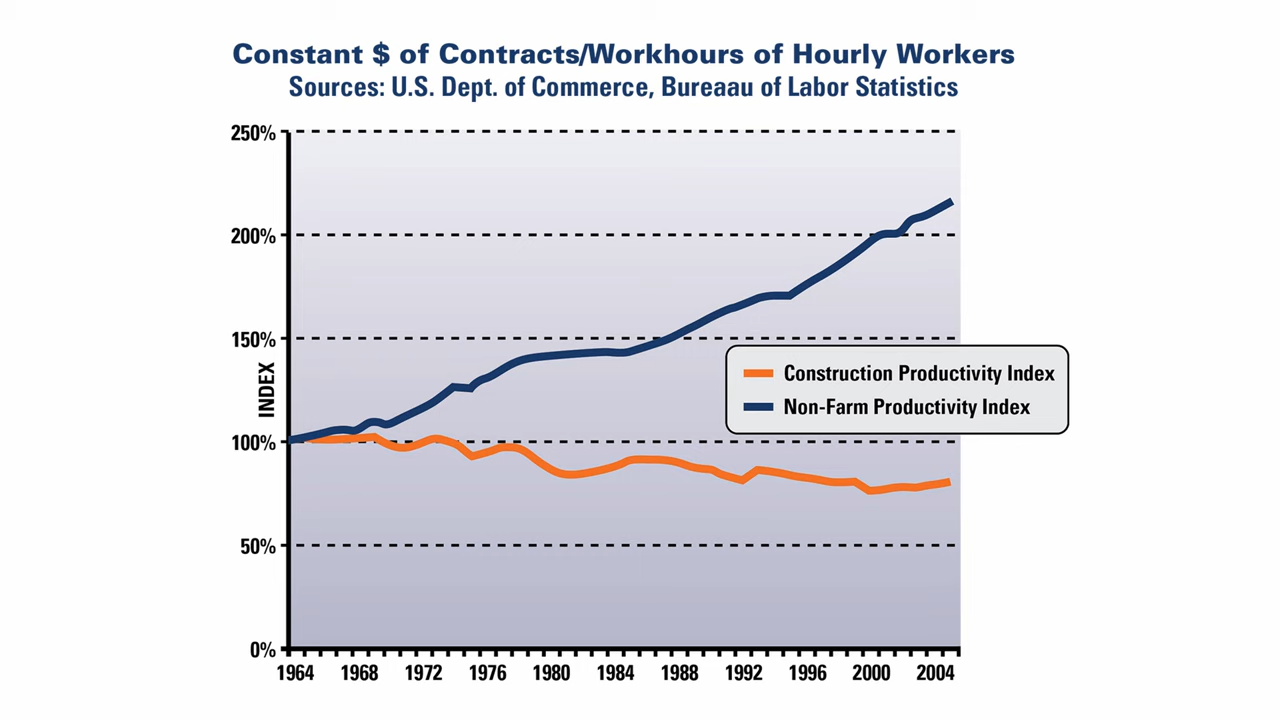 Constant $ of Contracts/Workhours of Hourly Workers
Sources: U.S. Dept. of Commerce, Bureaau of Labor Statistics
250%
200%
150%
100%
50%
0%
INDEX
Construction Productivity Index
Non-Farm Productivity Index
1964 1968 1972 1976 1980 1984 1988 1992 1996 2000 2004